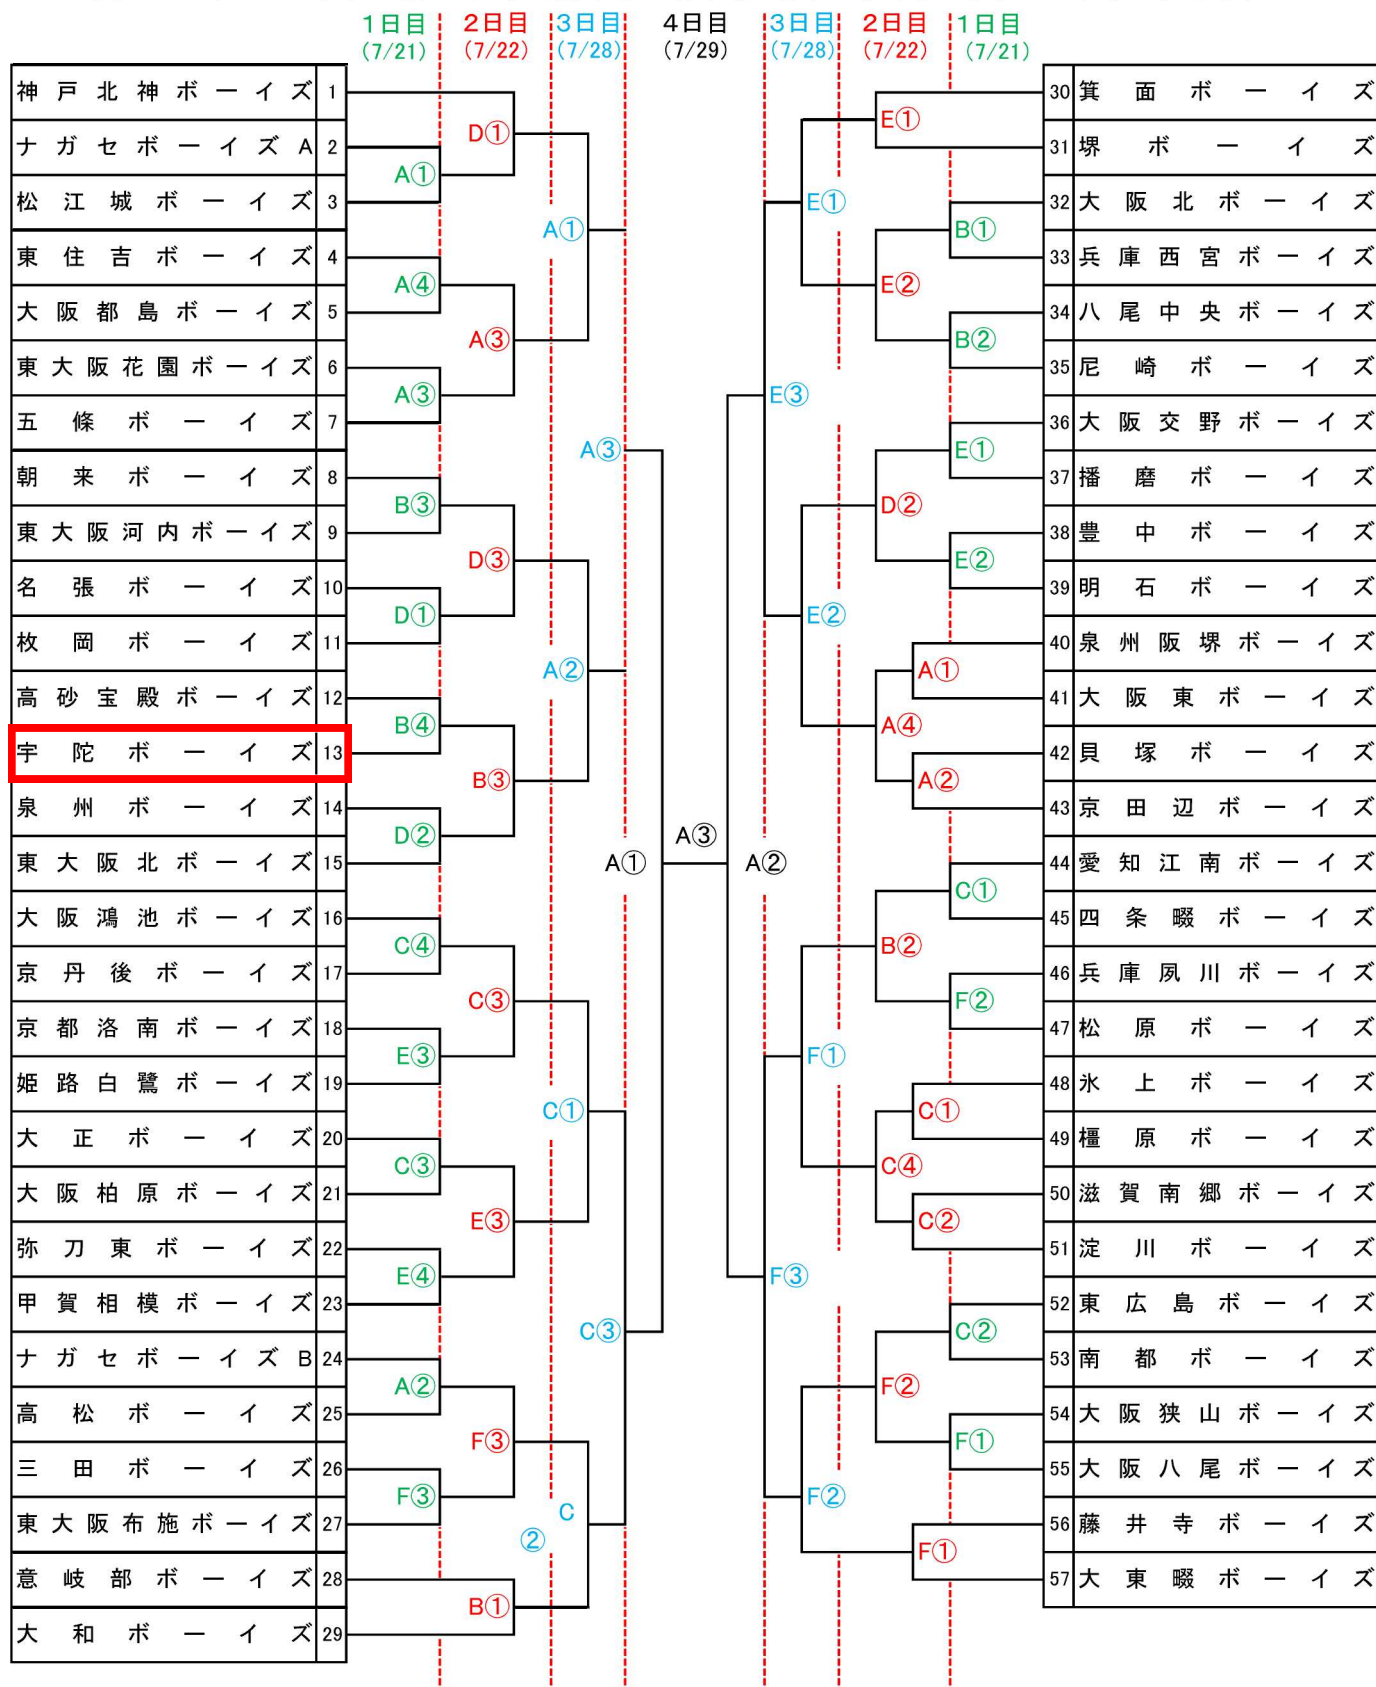 1日目 2日目 3日目 4日目 3日目 2日目 1日目
(7/21) (7/22) (7/28) (7/29) (7/28) (7/22) (7/21)
神戸北神ボーイズ 1
ナガセボーイズA 2
松江城ボーイズ 3
東住吉ボーイズ 4
大阪都島ボーイズ 5
東大阪花園ボーイズ 6
五條ボーイズ 7
朝来ボーイズ 8
東大阪河内ボーイズ 9
名張ボーイズ 10
枚岡ボーイズ 11
高砂宝殿ボーイズ 12
宇陀ボーイズ 13
泉州ボーイズ 14
東大阪北ボーイズ 15
大阪鴻池ボーイズ 16
京丹後ボーイズ 17
京都洛南ボーイズ 18
姫路白鷺ボーイズ 19
大正ボーイズ 20
大阪柏原ボーイズ 21
弥刀東ボーイズ 22
甲賀相模ボーイズ 23
ナガセボーイズB 24
高松ボーイズ 25
三田ボーイズ 26
東大阪布施ボーイズ 27
意岐部ボーイズ 28
大和ボーイズ 29
A①
A④
A③
B③
D①
B④
D②
C④
E③
C③
E④
A②
F③
D①
A③
D③
B③
C③
E③
F③
B①
A①
A②
C①
C
②
A③
C③
A①
A③
A②
E③
F③
E①
E②
F①
F②
E①
E②
D②
A④
B②
C④
F②
A①
A②
C①
C②
F①
B①
B②
E①
E②
C①
F②
C②
F①
30 箕面ボーイズ
31 堺ボーイズ
32 大阪北ボーイズ
33 兵庫西宮ボーイズ
34 八尾中央ボーイズ
35 尼崎ボーイズ
36 大阪交野ボーイズ
37 播磨ボーイズ
38 豊中ボーイズ
39 明石ボーイズ
40 泉州阪堺ボーイズ
41 大阪東ボーイズ
42 貝塚ボーイズ
43 京田辺ボーイズ
44 愛知江南ボーイズ
45 四条畷ボーイズ
46 兵庫夙川ボーイズ
47 松原ボーイズ
48 氷上ボーイズ
49 橿原ボーイズ
50 滋賀南郷ボーイズ
51 淀川ボーイズ
52 東広島ボーイズ
53 南都ボーイズ
54 大阪狭山ボーイズ
55 大阪八尾ボーイズ
56 藤井寺ボーイズ
57 大東畷ボーイズ